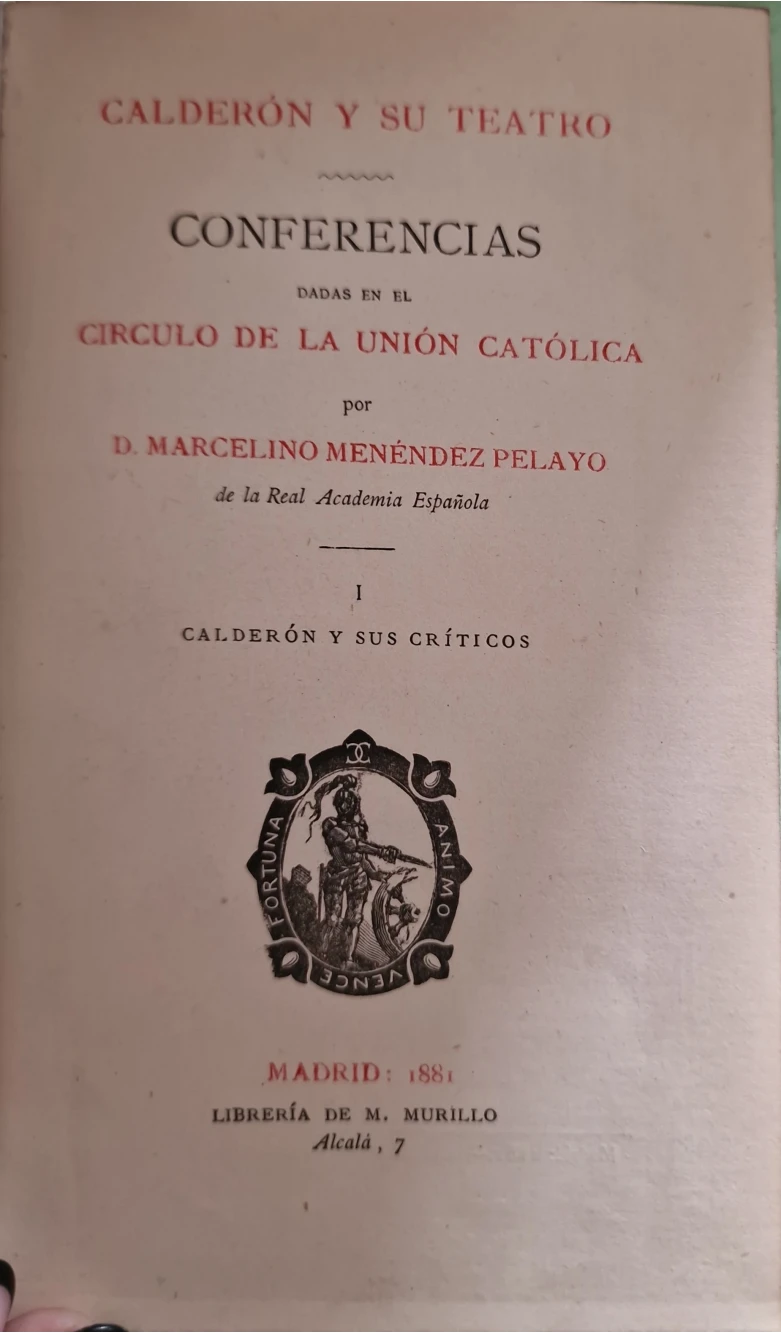 CALDERÓN Y SU TEATRO
CONFERENCIAS
DADAS EN EL
CIRCULO DE LA UNIÓN CATÓLICA
por
D. MARCELINO MENÉNDEZ PELAYO
de la Real Academia Española
I
CALDERÓN Y SUS CRÍTICOS
FORTUNA
ANIMO
VENCE
MADRID: 1881
LIBRERÍA DE M. MURILLO
Alcalá, 7